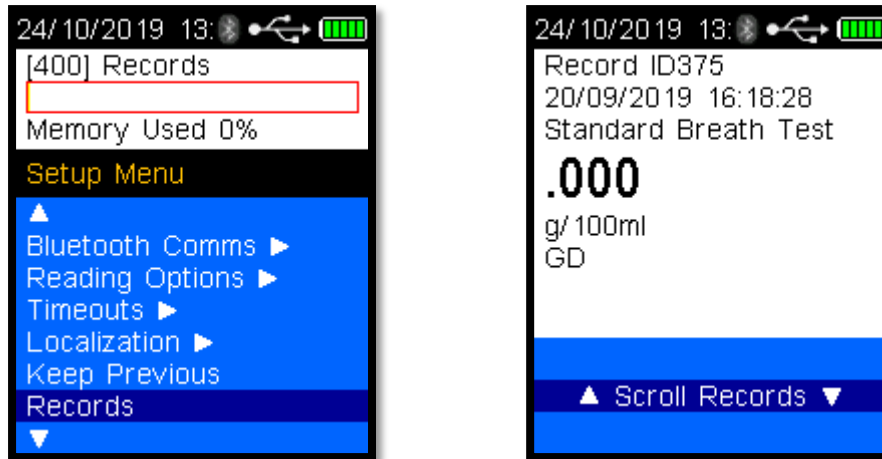 24/10/2019 13:
[400] Records
Memory Used 0%
Setup Menu
Bluetooth Comms
Reading Options
Timeouts
Localization
Keep Previous
Records
24/10/2019 13:
Record ID375
20/09/2019 16:18:28
Standard Breath Test
.000
g/100ml
GD
Scroll Records